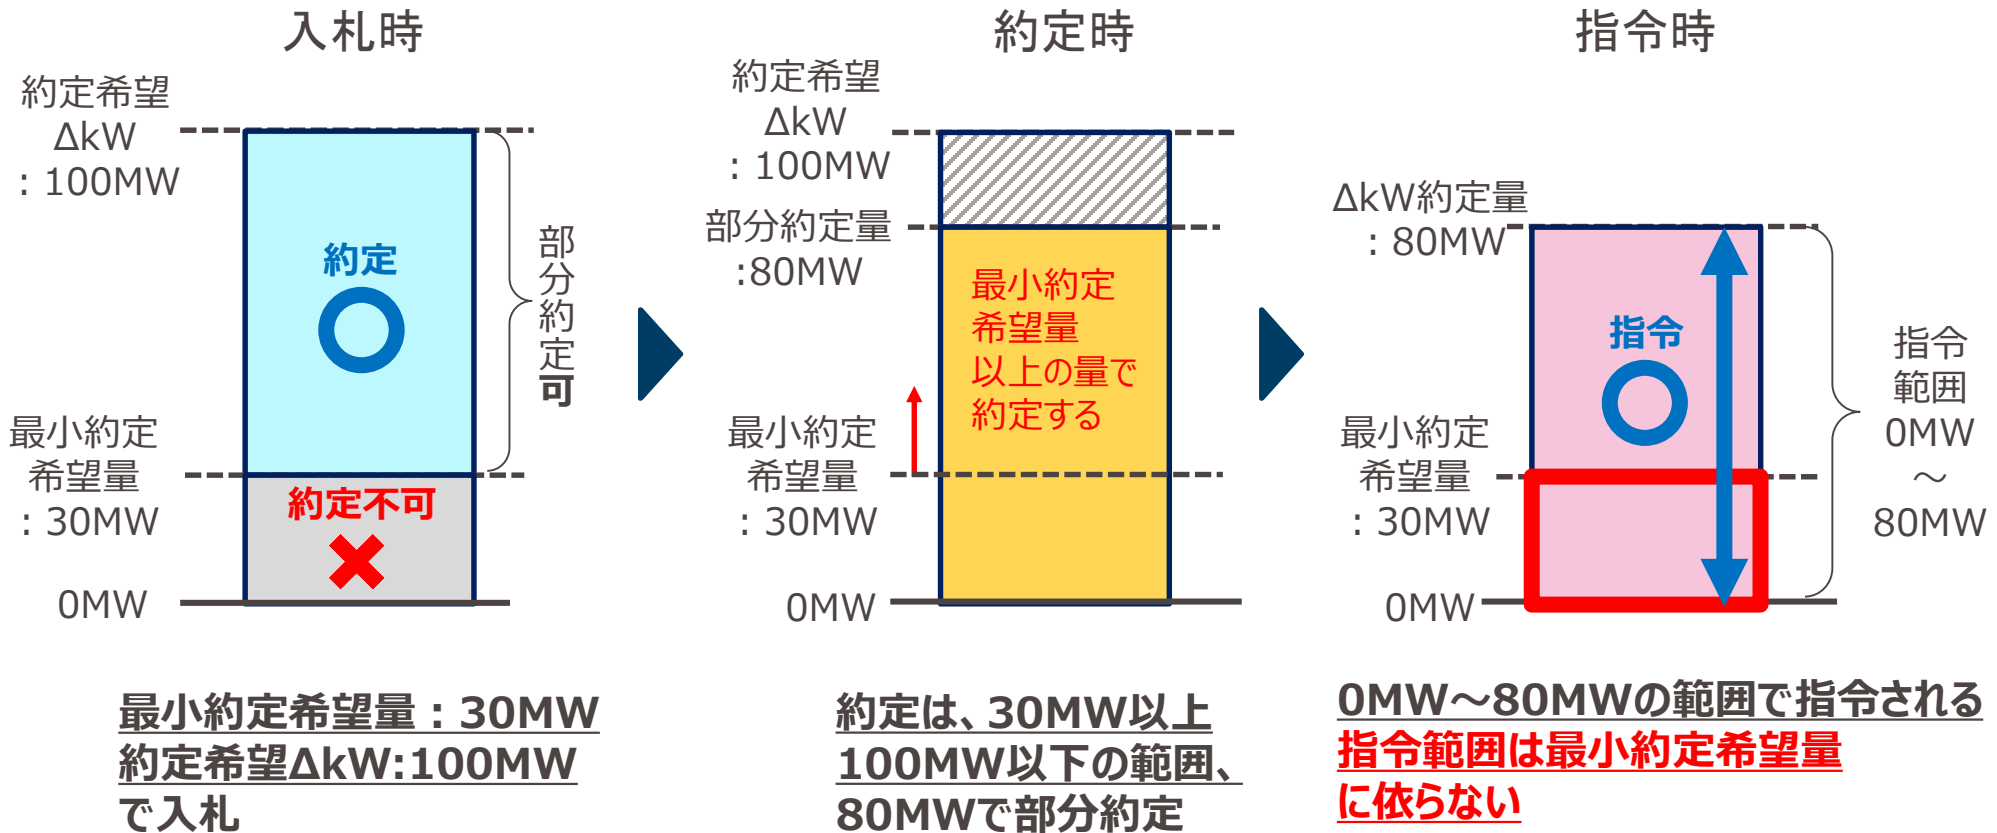 入札時
約定希望
ΔkW
：100MW
約定
部分約定可
最小約定
希望量
：30MW
約定不可
0MW
最小約定希望量：30MW
約定希望ΔkW:100MW
で入札
約定時
約定希望
ΔkW
：100MW
部分約定量
:80MW
最小約定
希望量
以上の量で
約定する
最小約定
希望量
：30MW
0MW
約定は、30MW以上
100MW以下の範囲、
80MWで部分約定
指令時
ΔkW約定量
：80MW
指令
最小約定
希望量
：30MW
0MW
指令
範囲
0MW
～
80MW
0MW～80MWの範囲で指令される
指令範囲は最小約定希望量
に依らない